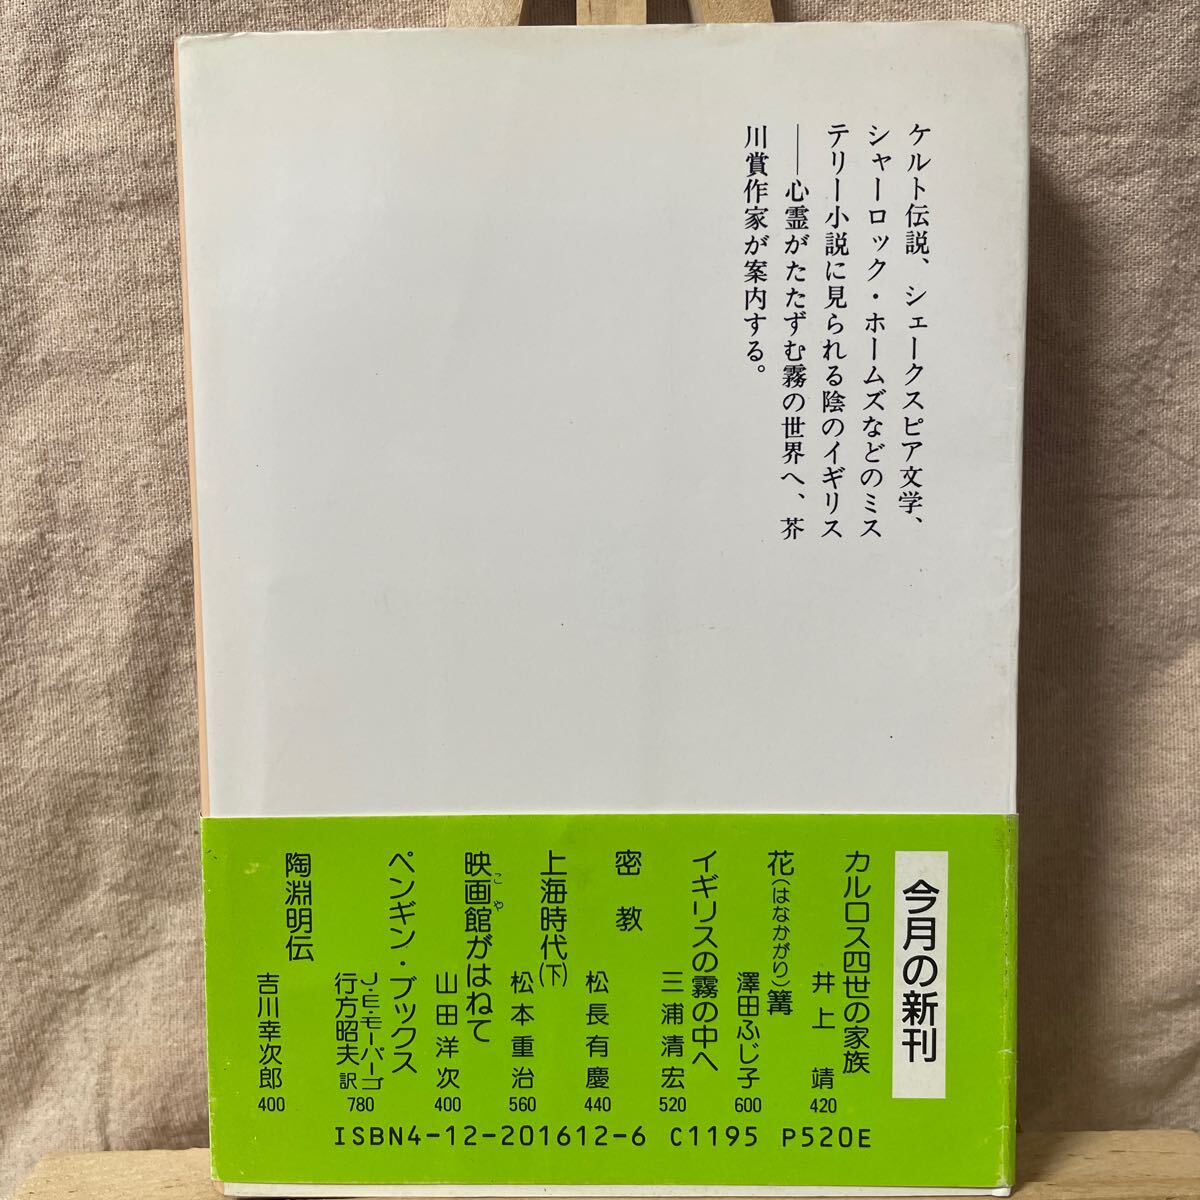 ケルト伝説、シェークスピア文学、
シャーロック・ホームズなどのミス
テリー小説に見られる陰のイギリス
――心霊がたたずむ霧の世界へ、芥
川賞作家が案内する。
今月の新刊
カルロス四世の家族
井上靖 420
花(はなかがり)篝
澤田ふじ子 600
イギリスの霧の中へ
三浦清宏 520
密教
松長有慶 440
上海時代(下)
松本重治 560
映画館がはねて
こや
山田洋次 400
ペンギン・ブックス
J・E・モーパーゴ
行方昭夫訳 780
陶淵明伝
吉川幸次郎 400
ISBN4-12-201612-6 C1195 P520E